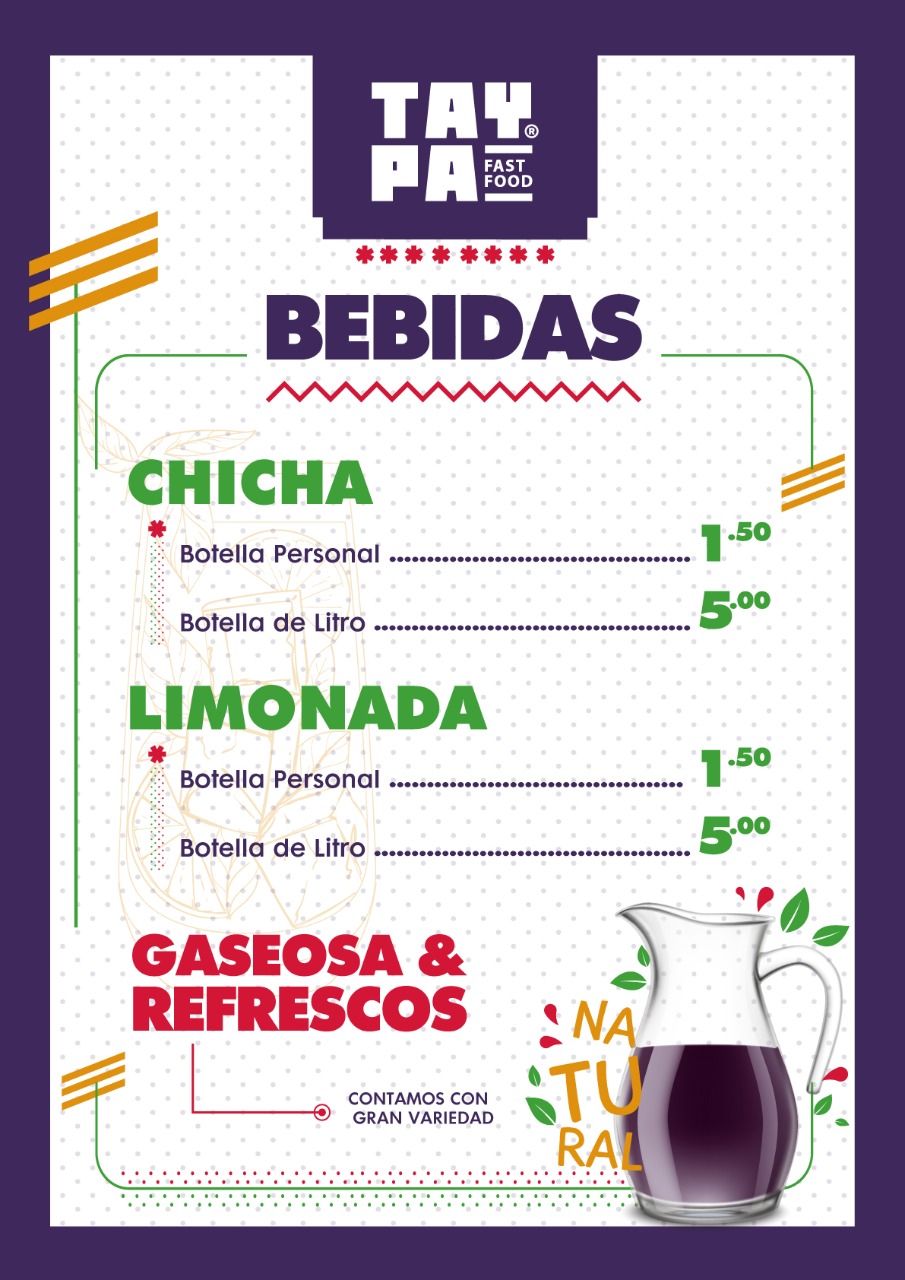 TAY
PA® FAST FOOD
********
BEBIDAS
CHICHA
Botella Personal ........ 1.50
Botella de Litro ........ 5.00
LIMONADA
Botella Personal ........ 1.50
Botella de Litro ........ 5.00
GASEOSA &
REFRESCOS
CONTAMOS CON
GRAN VARIEDAD
NA
TU
RAL